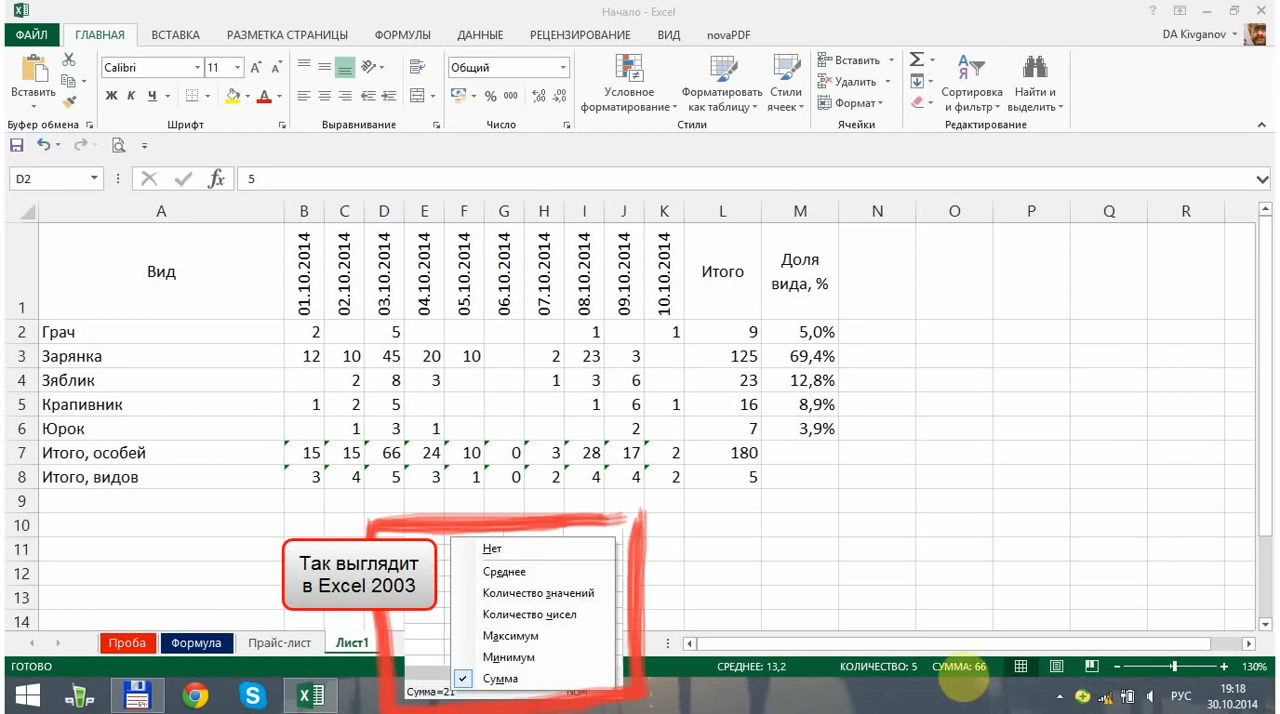 Начало - Excel
ФАЙЛ ГЛАВНАЯ ВСТАВКА РАЗМЕТКА СТРАНИЦЫ ФОРМУЛЫ ДАННЫЕ РЕЦЕНЗИРОВАНИЕ ВИД novaPDF DA Kivganov
Calibri 11 Общий Вставить
Удалить
Формат
Вставить
Условное форматирование
Форматировать как таблицу
Стили ячеек
Сортировка и фильтр
Найти и выделить
Ж К Ч % 000
Буфер обмена Шрифт Выравнивание Число Стили Ячейки Редактирование
D2 fx 5
A B C D E F G H I J K L M N O P Q R
1 Вид 01.10.2014 02.10.2014 03.10.2014 04.10.2014 05.10.2014 06.10.2014 07.10.2014 08.10.2014 09.10.2014 10.10.2014 Итого Доля вида, %
2 Грач 2 5 1 1 9 5,0%
3 Зарянка 12 10 45 20 10 2 23 3 125 69,4%
4 Зяблик 2 8 3 1 3 6 23 12,8%
5 Крапивник 1 2 5 1 6 1 16 8,9%
6 Юрок 1 3 1 2 7 3,9%
7 Итого, особей 15 15 66 24 10 0 3 28 17 2 180
8 Итого, видов 3 4 5 3 1 0 2 4 4 2 5
9
10
11
12
13
14
Так выглядит
в Excel 2003
Нет
Среднее
Количество значений
Количество чисел
Максимум
Минимум
Сумма
Сумма=21
Проба Формула Прайс-лист Лист1
ГОТОВО СРЕДНЕЕ: 13,2 КОЛИЧЕСТВО: 5 СУММА: 66 130%
РУС 19:18
30.10.2014